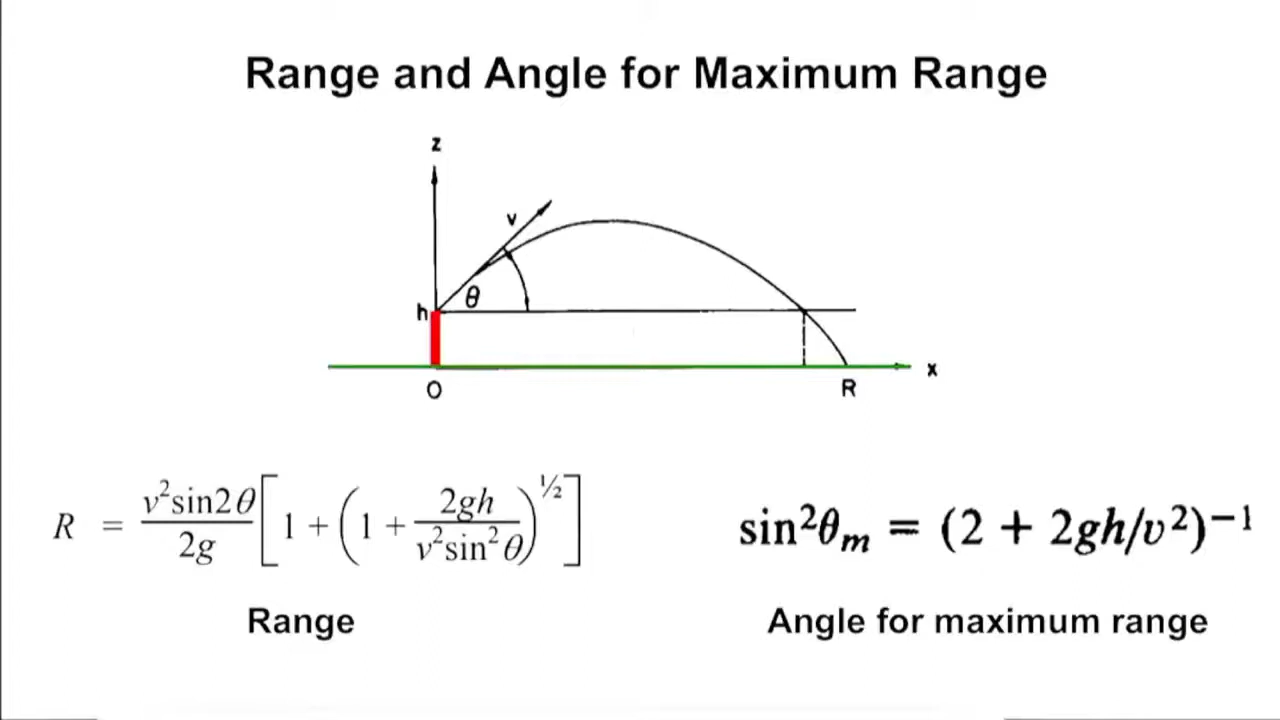 Range and Angle for Maximum Range
z
v
h
θ
x
O
R
R = v²sin2θ/2g [1 + (1 + 2gh/v²sin²θ)^½]
sin²θₘ = (2 + 2gh/v²)⁻¹
Range
Angle for maximum range